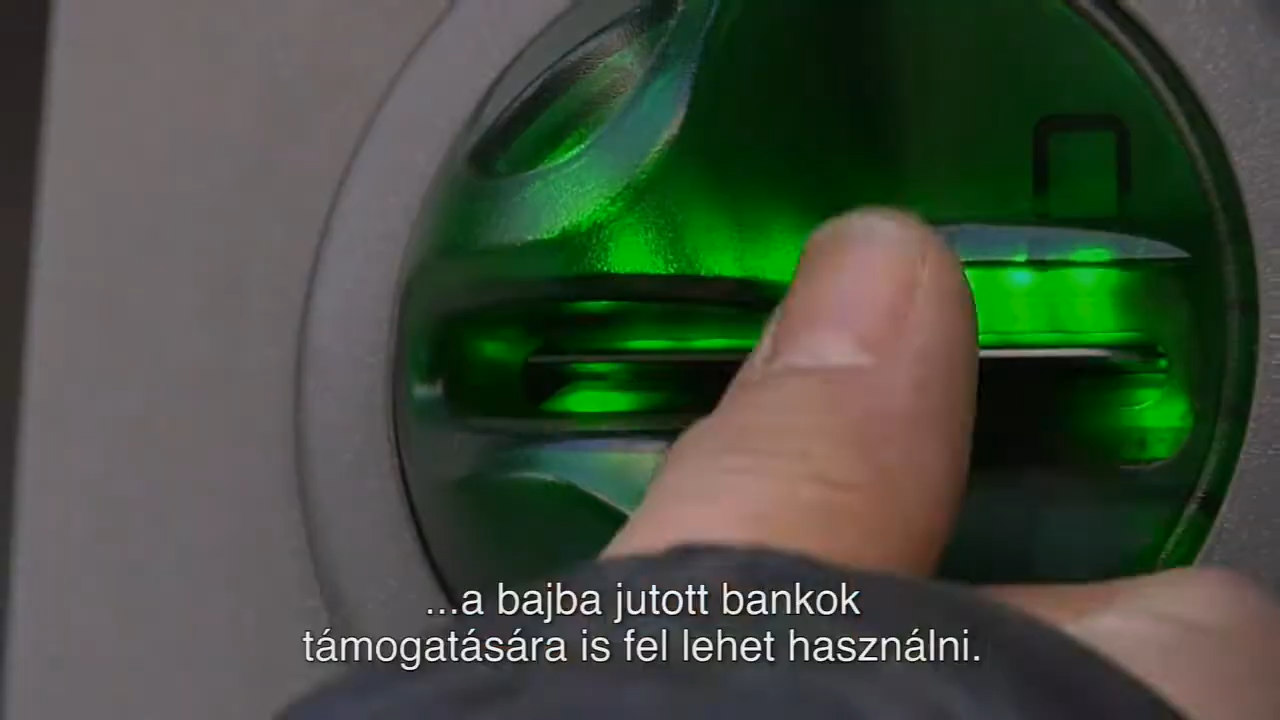 ...a bajba jutott bankok
támogatására is fel lehet használni.